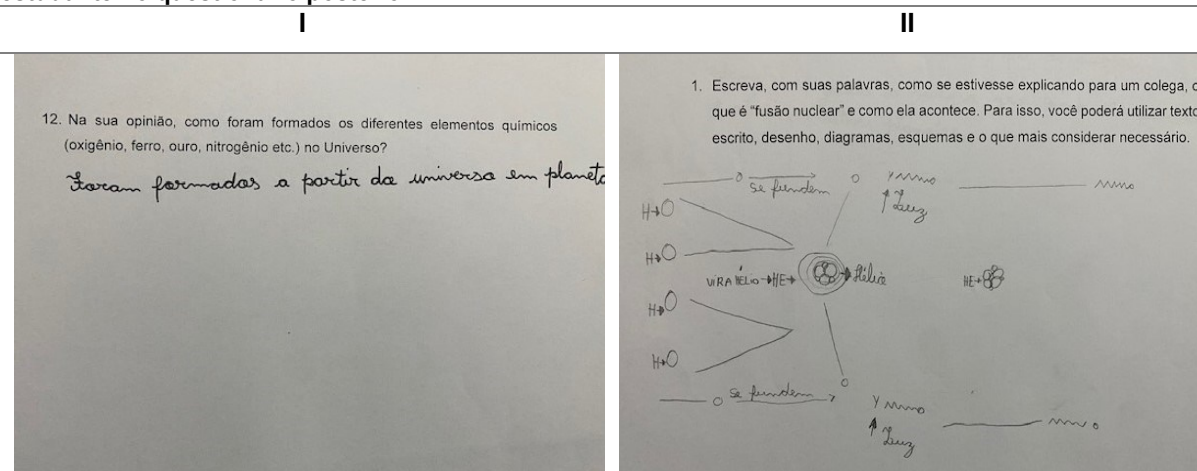 I
II
12. Na sua opinião, como foram formados os diferentes elementos químicos
(oxigênio, ferro, ouro, nitrogênio etc.) no Universo?
Foram formados a partir do universo em planeta
1. Escreva, com suas palavras, como se estivesse explicando para um colega, o
que é “fusão nuclear” e como ela acontece. Para isso, você poderá utilizar texto
escrito, desenho, diagramas, esquemas e o que mais considerar necessário.
se fundem
γ
Luz
H→
H→
VIRA HÉLIO→HE→
→Hélio
HE→
H→
H→
se fundem
γ
Luz